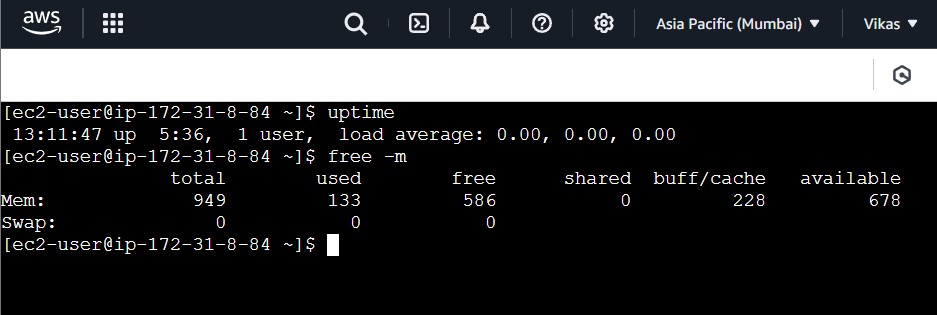 aws Asia Pacific (Mumbai) Vikas
[ec2-user@ip-172-31-8-84 ~]$ uptime
 13:11:47 up  5:36,  1 user,  load average: 0.00, 0.00, 0.00
[ec2-user@ip-172-31-8-84 ~]$ free -m
              total        used        free      shared  buff/cache   available
Mem:            949         133         586           0         228         678
Swap:             0           0           0
[ec2-user@ip-172-31-8-84 ~]$